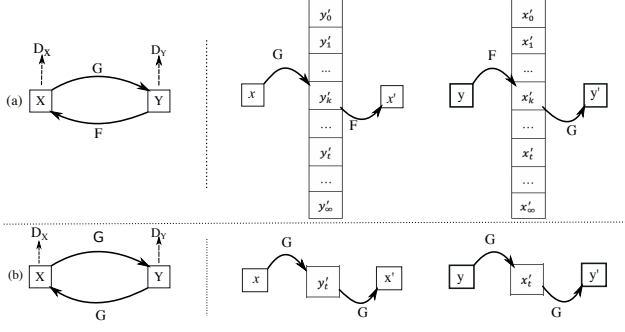 D_X D_Y
G
(a) X Y
F
G
x
y'_0
y'_1
...
y'_k
...
y'_t
...
y'_∞
F
x'
F
y
x'_0
x'_1
...
x'_k
...
x'_t
...
x'_∞
G
y'
D_X D_Y
G
(b) X Y
G
G
x y'_t x'
G
G
y x'_t y'
G